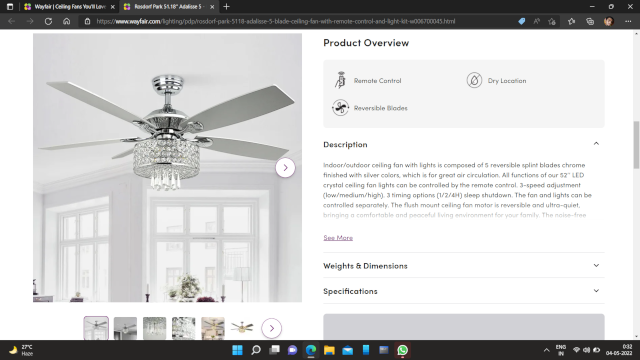 Wayfair | Ceiling Fans You'll Love
Rosdorf Park 51.18" Adalisse 5 -
https://www.wayfair.com/lighting/pdp/rosdorf-park-5118-adalisse-5-blade-ceiling-fan-with-remote-control-and-light-kit-w006700045.html
Product Overview
Remote Control
Dry Location
Reversible Blades
Description
Indoor/outdoor ceiling fan with lights is composed of 5 reversible splint blades chrome
finished with silver colors, which is for great air circulation. All functions of our 52'' LED
crystal ceiling fan lights can be controlled by the remote control. 3-speed adjustment
(low/medium/high). 3 timing options (1/2/4H) sleep shutdown. The fan and lights can be
controlled separately. The flush mount ceiling fan motor is reversible and ultra-quiet,
bringing a comfortable and peaceful living environment for your family. The noise-free
See More
Weights & Dimensions
Specifications
27°C
Haze
ENG
IN
0:32
04-05-2022